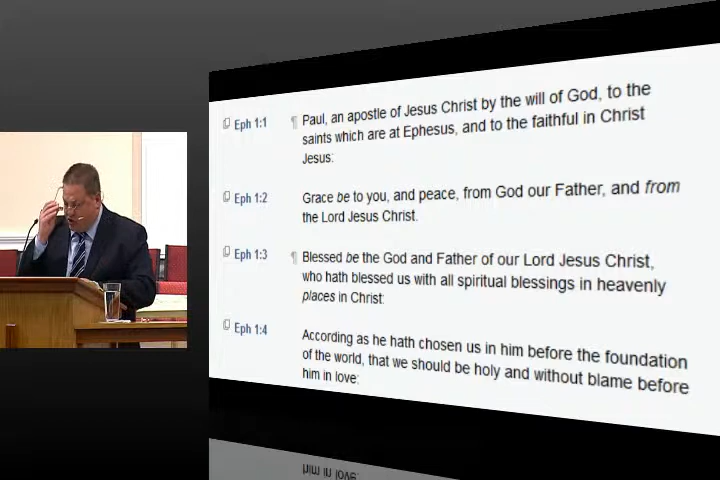 Eph 1:1 ¶ Paul, an apostle of Jesus Christ by the will of God, to the
saints which are at Ephesus, and to the faithful in Christ
Jesus:
Eph 1:2 Grace be to you, and peace, from God our Father, and from
the Lord Jesus Christ.
Eph 1:3 ¶ Blessed be the God and Father of our Lord Jesus Christ,
who hath blessed us with all spiritual blessings in heavenly
places in Christ:
Eph 1:4 According as he hath chosen us in him before the foundation
of the world, that we should be holy and without blame before
him in love:
him in love: